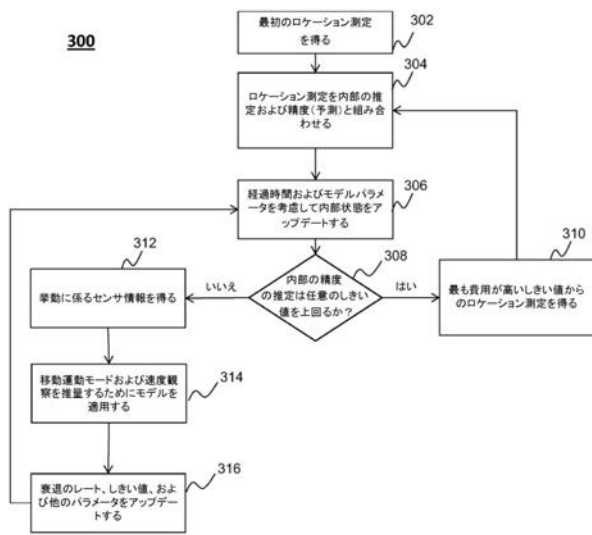 300
最初のロケーション測定
を得る
302
304
ロケーション測定を内部の推
定および精度(予測)と組み合
わせる
306
経過時間およびモデルパラメ
ータを考慮して内部状態をア
ップデートする
308
内部の精度
の推定は任意のしきい
値を上回るか?
いいえ
はい
310
最も費用が高いしきい値から
のロケーション測定を得る
312
挙動に係るセンサ情報を得る
314
移動運動モードおよび速度観
察を推量するためにモデルを
適用する
316
衰退のレート、しきい値、およ
び他のパラメータをアップデー
トする